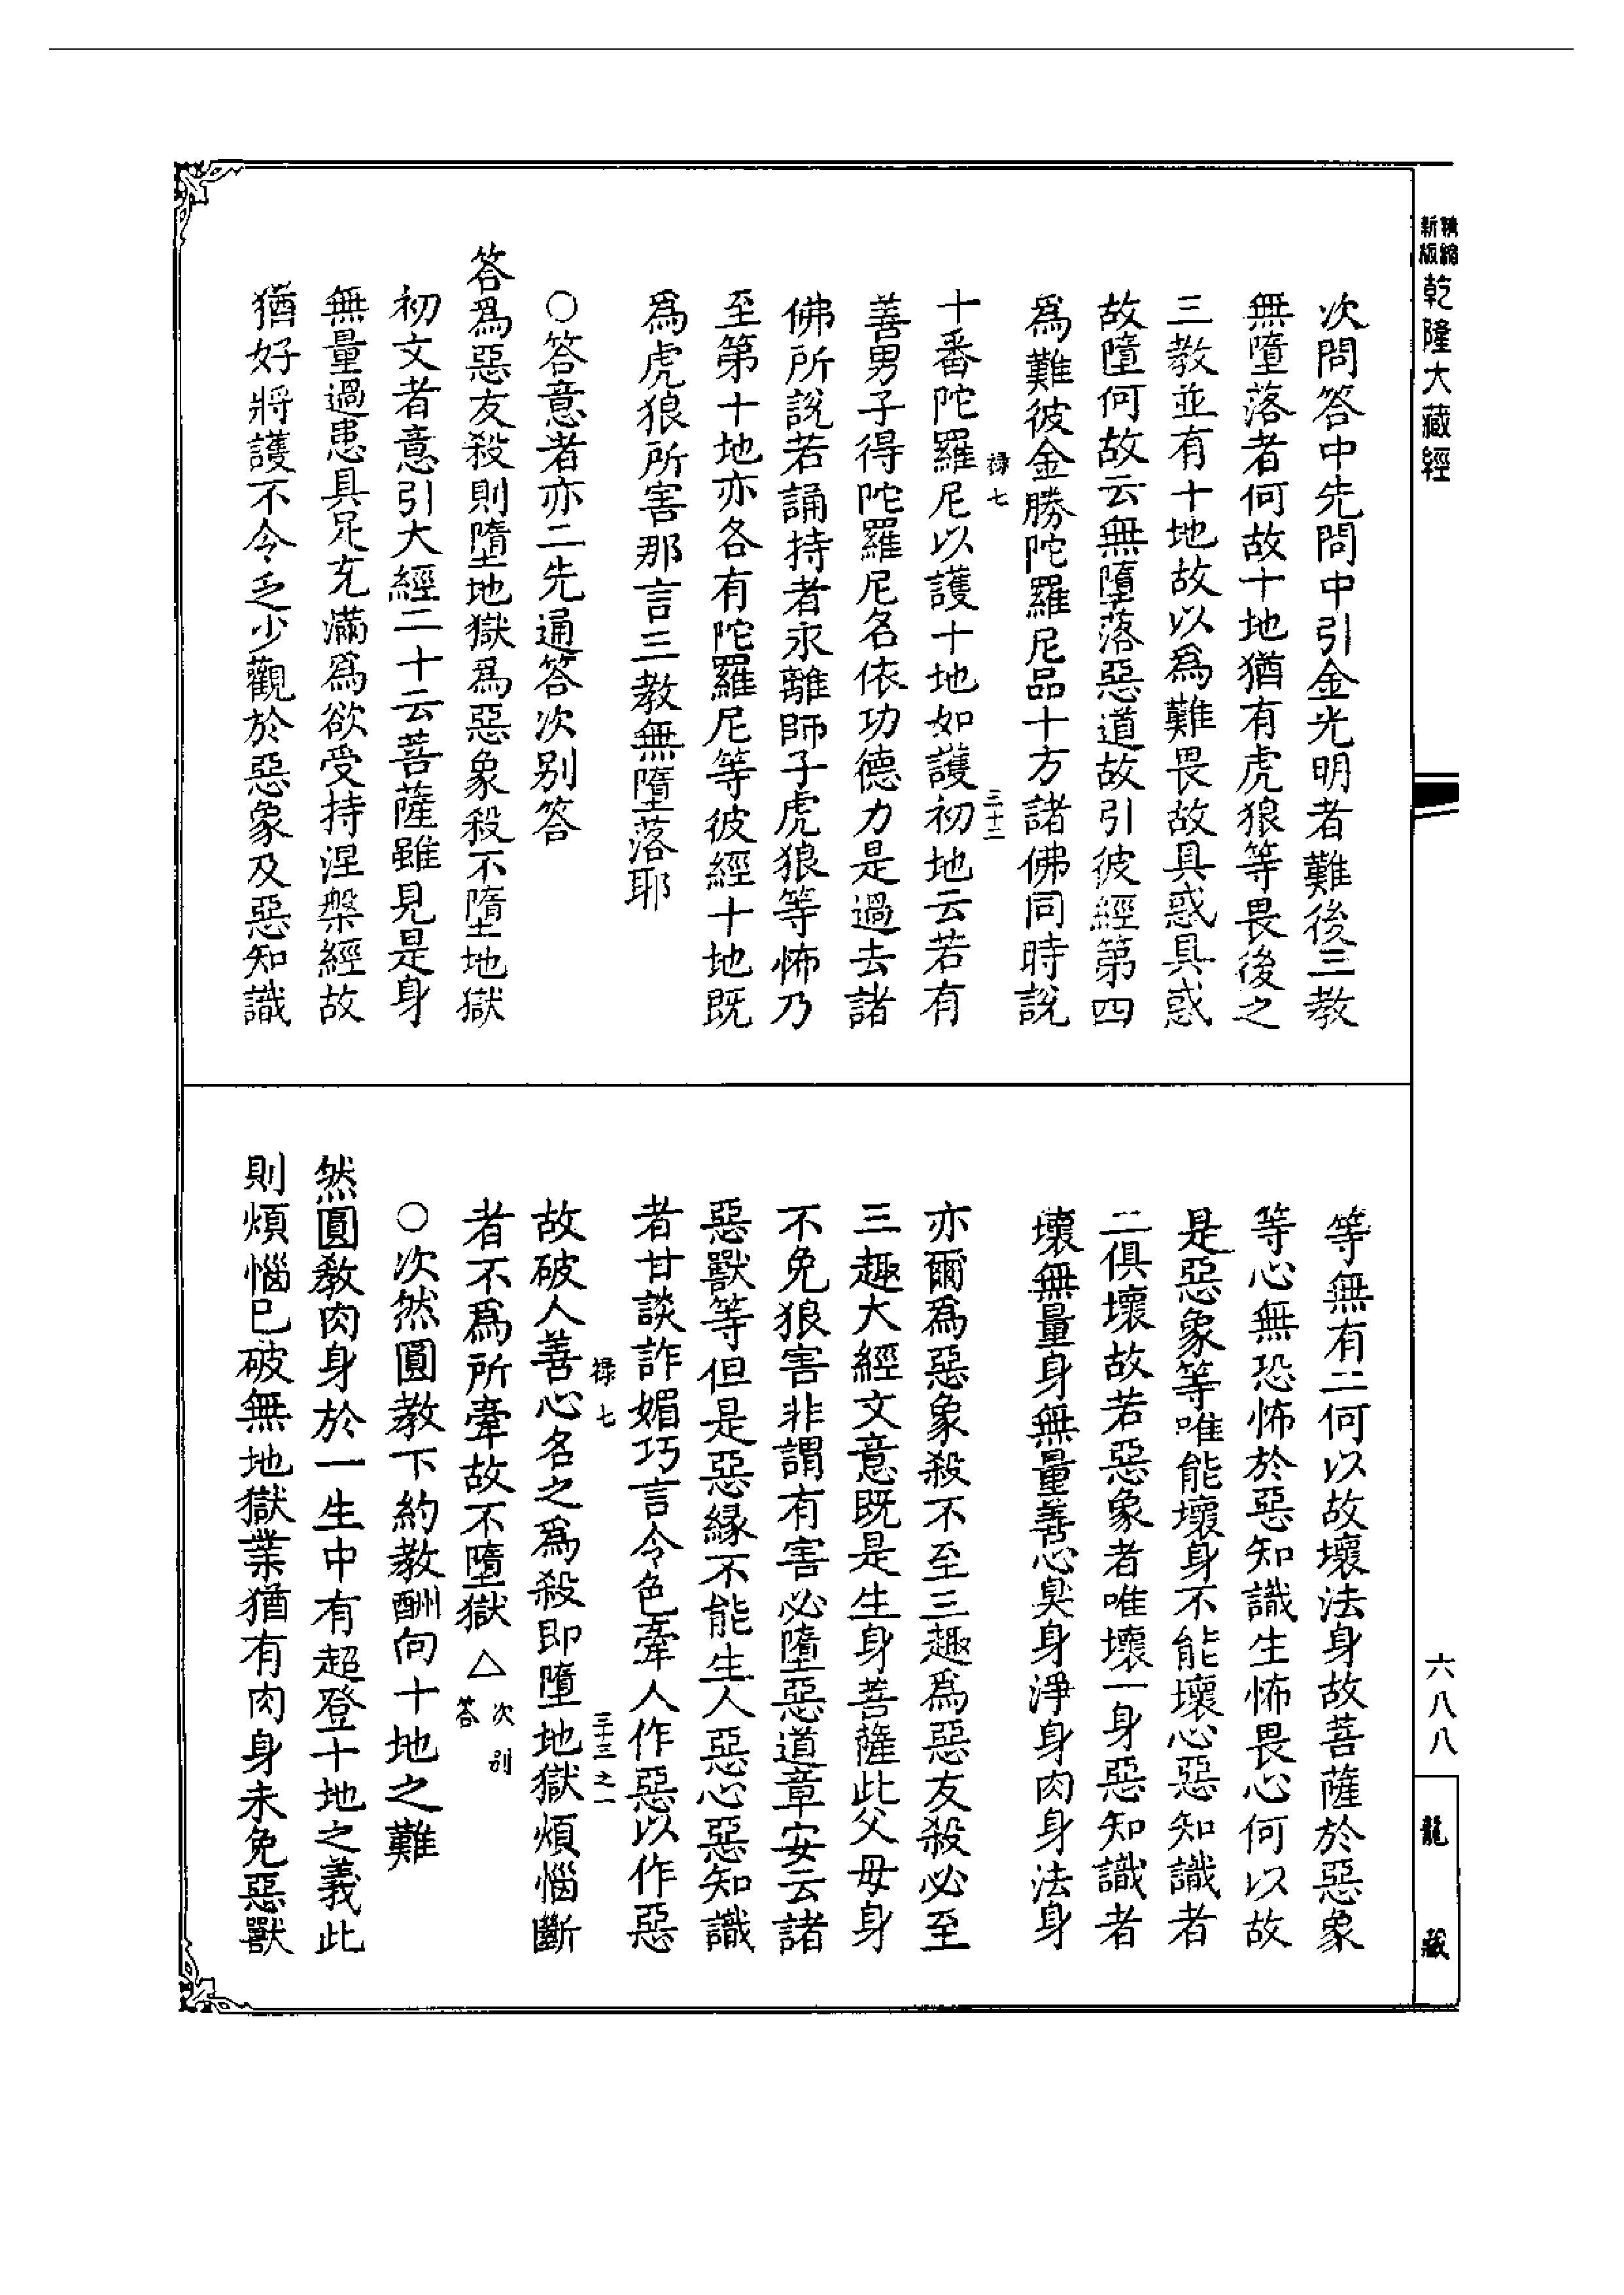 精縮
新版
乾隆大藏經
次問答中先問中引金光明者難後三教
無墮落者何故十地猶有虎狼等畏後之
三教並有十地故以爲難畏故具惑具惑
故墮何故云無墮落惡道故引彼經第四
爲難彼金勝陀羅尼品十方諸佛同時說
祿七
三十二
十番陀羅尼以護十地如護初地云若有
善男子得陀羅尼名依功德力是過去諸
佛所說若誦持者永離師子虎狼等怖乃
至第十地亦各有陀羅尼等彼經十地既
爲虎狼所害那言三教無墮落耶
○答意者亦二先通答次别答
答爲惡友殺則墮地獄爲惡象殺不墮地獄
初文者意引大經二十云菩薩雖見是身
無量過患具足充滿爲欲受持涅槃經故
猶好將護不令乏少觀於惡象及惡知識
等無有二何以故壞法身故菩薩於惡象
等心無恐怖於惡知識生怖畏心何以故
是惡象等唯能壞身不能壞心惡知識者
二俱壞故若惡象者唯壞一身惡知識者
壞無量身無量善心臭身淨身肉身法身
亦爾爲惡象殺不至三趣爲惡友殺必至
三趣大經文意既是生身菩薩此父母身
不免狼害非謂有害必墮惡道章安云諸
惡獸等但是惡緣不能生人惡心惡知識
者甘談詐媚巧言令色牽人作惡以作惡
祿七
三十三之一
故破人善心名之爲殺即墮地獄煩惱斷
者不爲所牽故不墮獄△次别答
○次然圓教下約教酬向十地之難
然圓教肉身於一生中有超登十地之義此
則煩惱已破無地獄業猶有肉身未免惡獸
六八八
龍藏